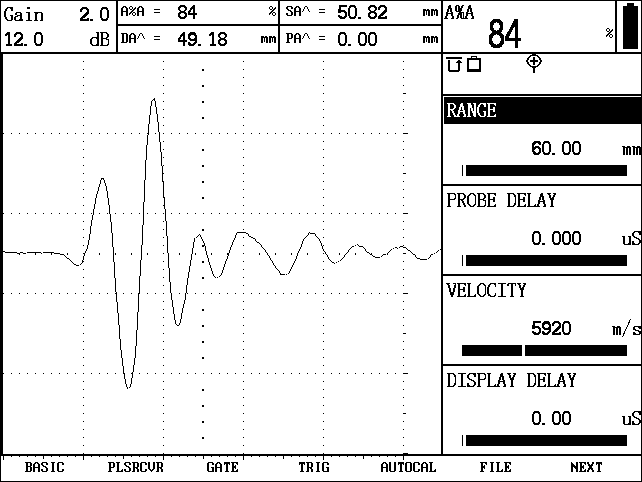 Gain 2.0 A%A = 84 % SA^ = 50.82 mm A%A
12.0 dB DA^ = 49.18 mm PA^ = 0.00 mm 84 %
RANGE
60.00 mm
PROBE DELAY
0.000 uS
VELOCITY
5920 m/s
DISPLAY DELAY
0.00 uS
BASIC PLSRCVR GATE TRIG AUTOCAL FILE NEXT